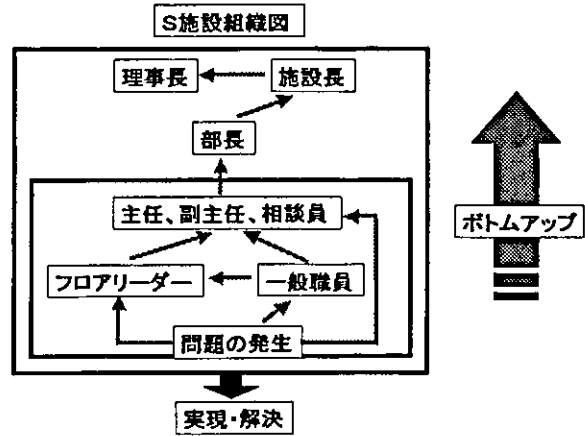 S施設組織図
理事長
施設長
部長
主任、副主任、相談員
フロアリーダー
一般職員
問題の発生
実現・解決
ボトムアップ